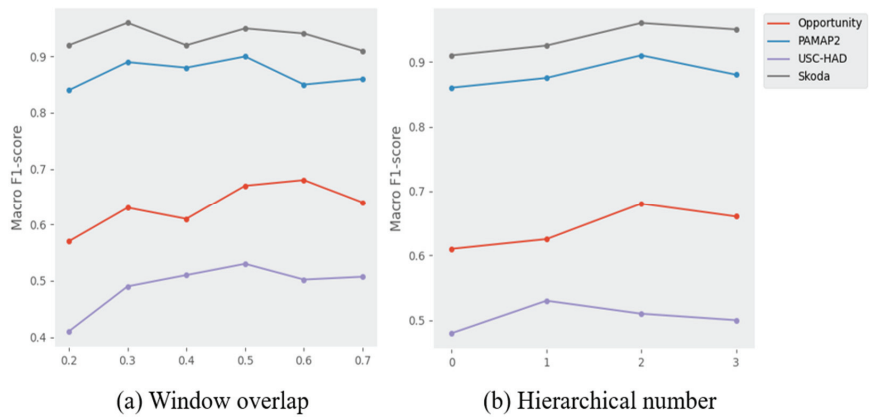 Macro F1-score
0.9
0.8
0.7
0.6
0.5
0.4
0.2 0.3 0.4 0.5 0.6 0.7
(a) Window overlap
Macro F1-score
0.9
0.8
0.7
0.6
0.5
0 1 2 3
(b) Hierarchical number
Opportunity
PAMAP2
USC-HAD
Skoda